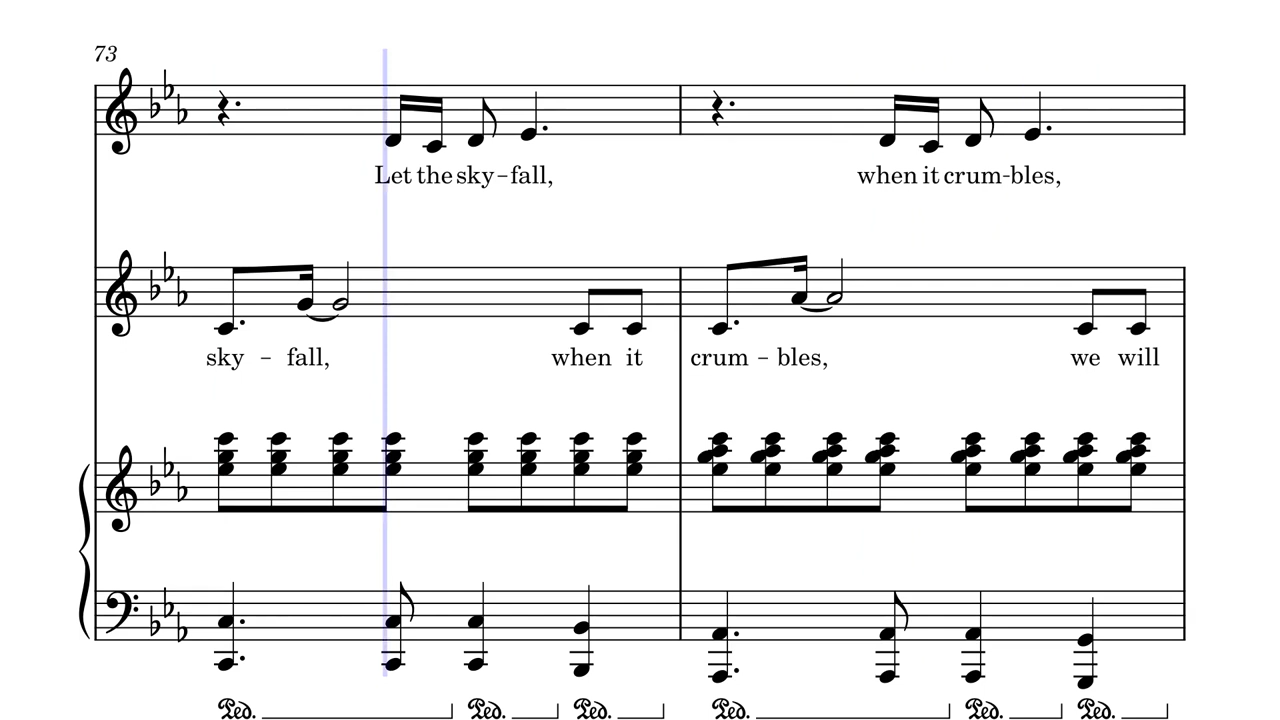 73
Let the sky-fall, when it crum-bles,
sky - fall, when it crum - bles, we will
Ped. Ped. Ped. Ped. Ped. Ped.